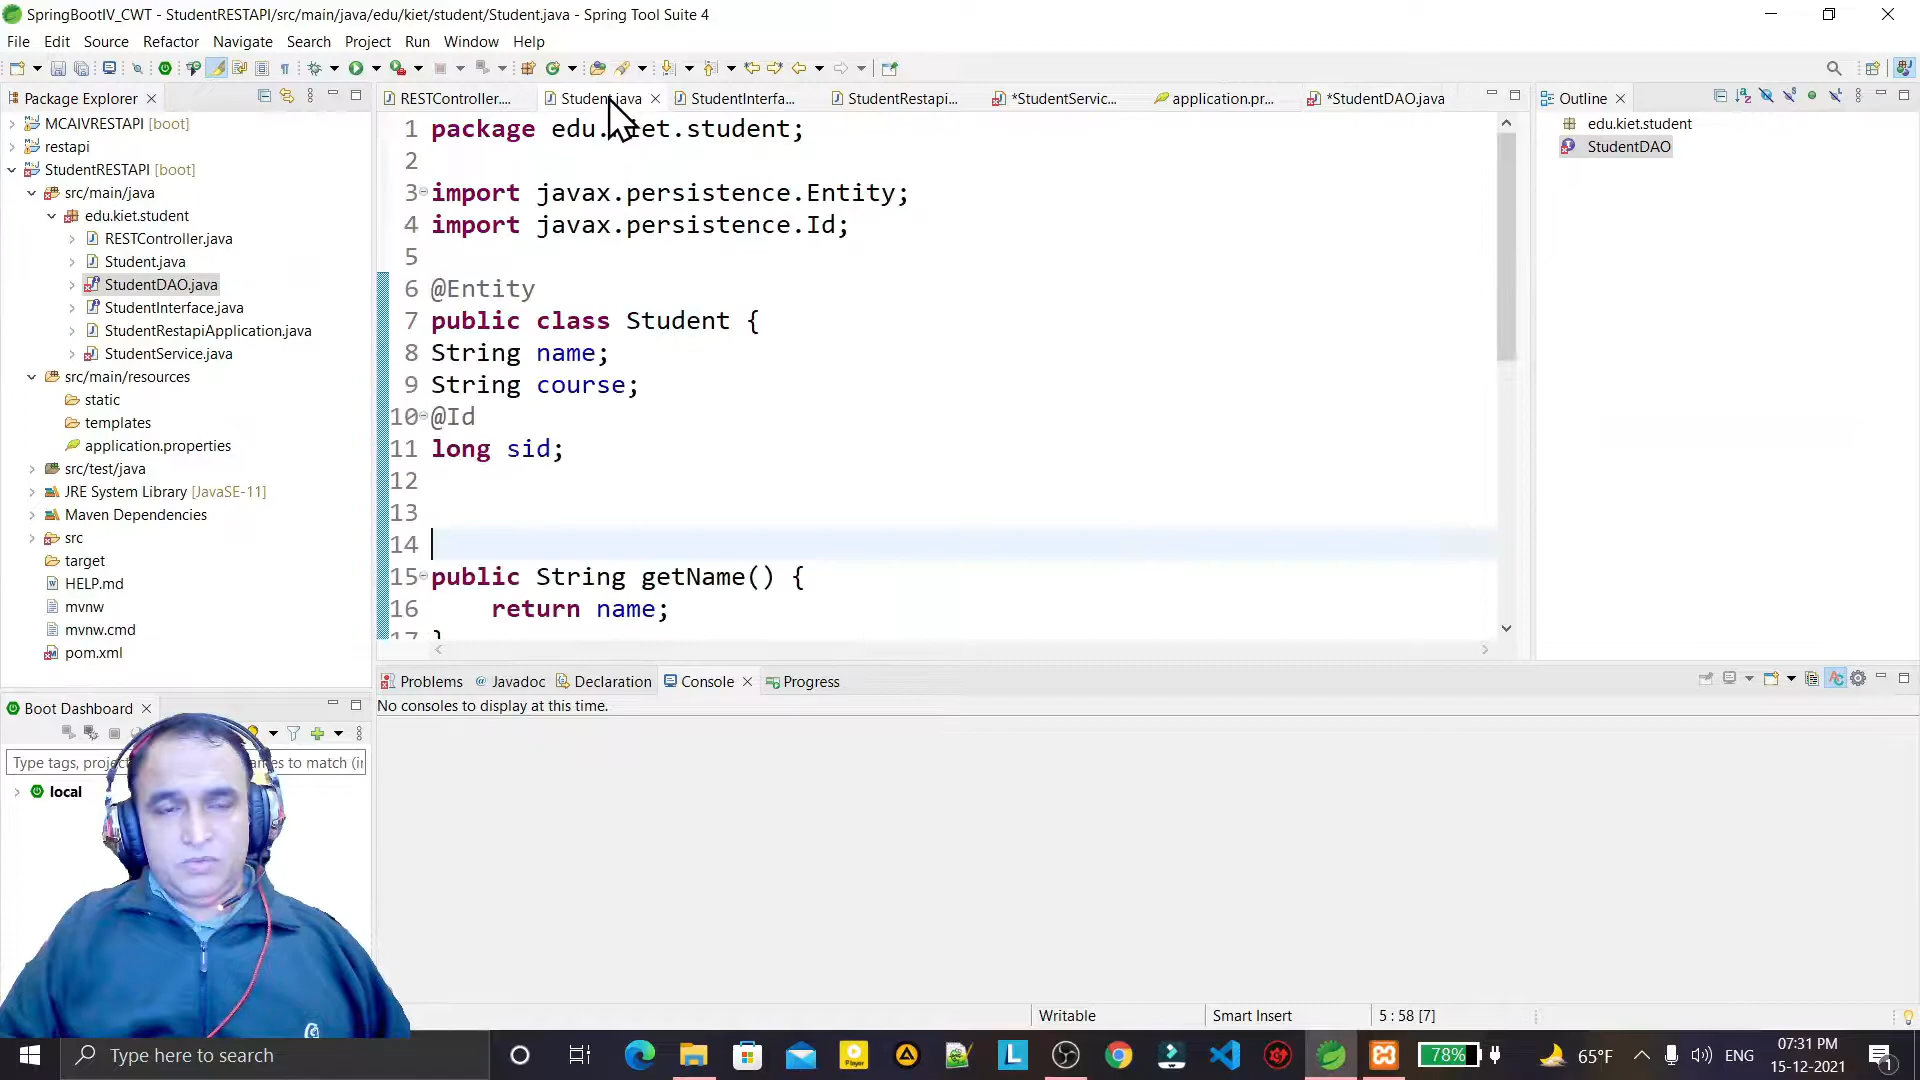 SpringBootIV_CWT - StudentRESTAPI/src/main/java/edu/kiet/student/Student.java - Spring Tool Suite 4
File Edit Source Refactor Navigate Search Project Run Window Help
Package Explorer
RESTController....
Student.java
StudentInterfa...
StudentRestapi...
*StudentServic...
application.pr...
*StudentDAO.java
Outline
MCAIVRESTAPI [boot]
restapi
StudentRESTAPI [boot]
src/main/java
edu.kiet.student
RESTController.java
Student.java
StudentDAO.java
StudentInterface.java
StudentRestapiApplication.java
StudentService.java
src/main/resources
static
templates
application.properties
src/test/java
JRE System Library [JavaSE-11]
Maven Dependencies
src
target
HELP.md
mvnw
mvnw.cmd
pom.xml
1 package edu.kiet.student;
2
3 import javax.persistence.Entity;
4 import javax.persistence.Id;
5
6 @Entity
7 public class Student {
8 String name;
9 String course;
10 @Id
11 long sid;
12
13
14
15 public String getName() {
16 return name;
17 }
edu.kiet.student
StudentDAO
Problems Javadoc Declaration Console Progress
No consoles to display at this time.
Boot Dashboard
Type tags, projec
ames to match (i
local
Writable
Smart Insert
5 : 58 [7]
Type here to search
78%
65°F
ENG
07:31 PM
15-12-2021
1